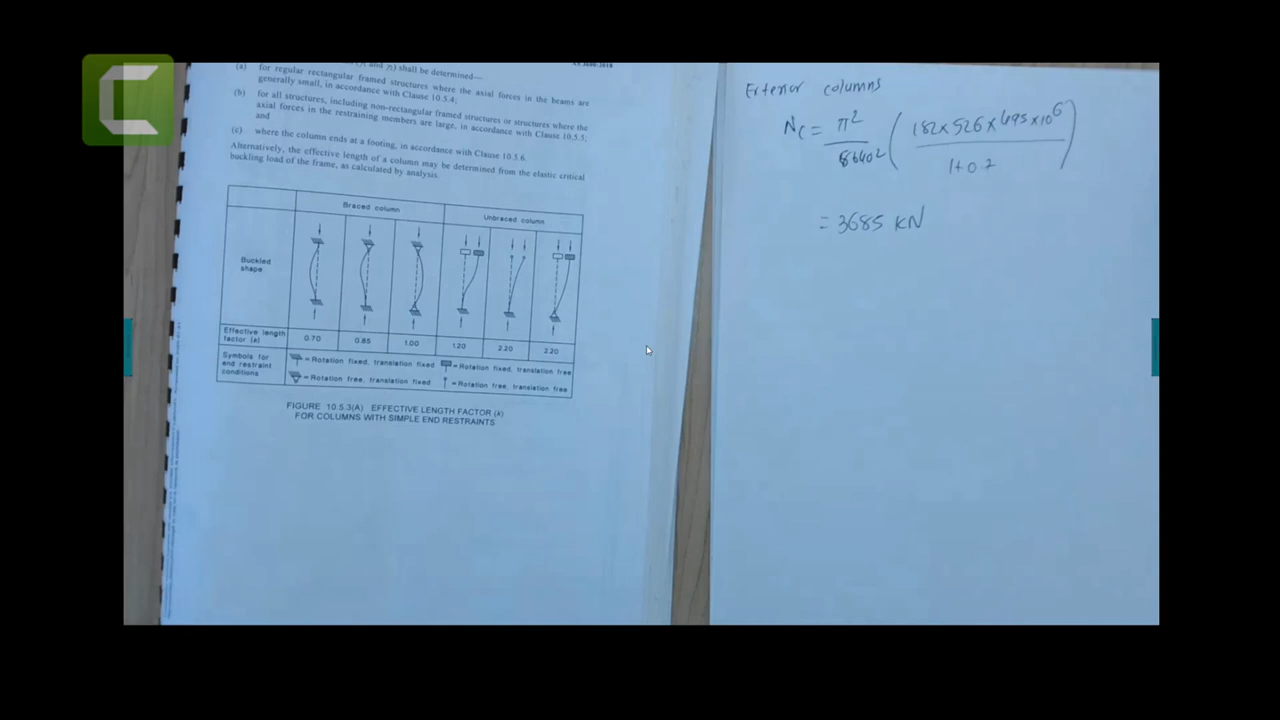 and γ₁) shall be determined—
AS 3600:2018
(a) for regular rectangular framed structures where the axial forces in the beams are
generally small, in accordance with Clause 10.5.4;
(b) for all structures, including non-rectangular framed structures or structures where the
axial forces in the restraining members are large, in accordance with Clause 10.5.5;
and
(c) where the column ends at a footing, in accordance with Clause 10.5.6.
Alternatively, the effective length of a column may be determined from the elastic critical
buckling load of the frame, as calculated by analysis.
Braced column
Unbraced column
Buckled
shape
Effective length
factor (k)
0.70
0.85
1.00
1.20
2.20
2.20
Symbols for
end restraint
conditions
= Rotation fixed, translation fixed
= Rotation fixed, translation free
= Rotation free, translation fixed
= Rotation free, translation free
FIGURE 10.5.3(A) EFFECTIVE LENGTH FACTOR (k)
FOR COLUMNS WITH SIMPLE END RESTRAINTS
Exterior columns
Nc = π² / 8640² ( 182 × 526 × 695 × 10⁶ / 1+0.7 )
= 3685 kN